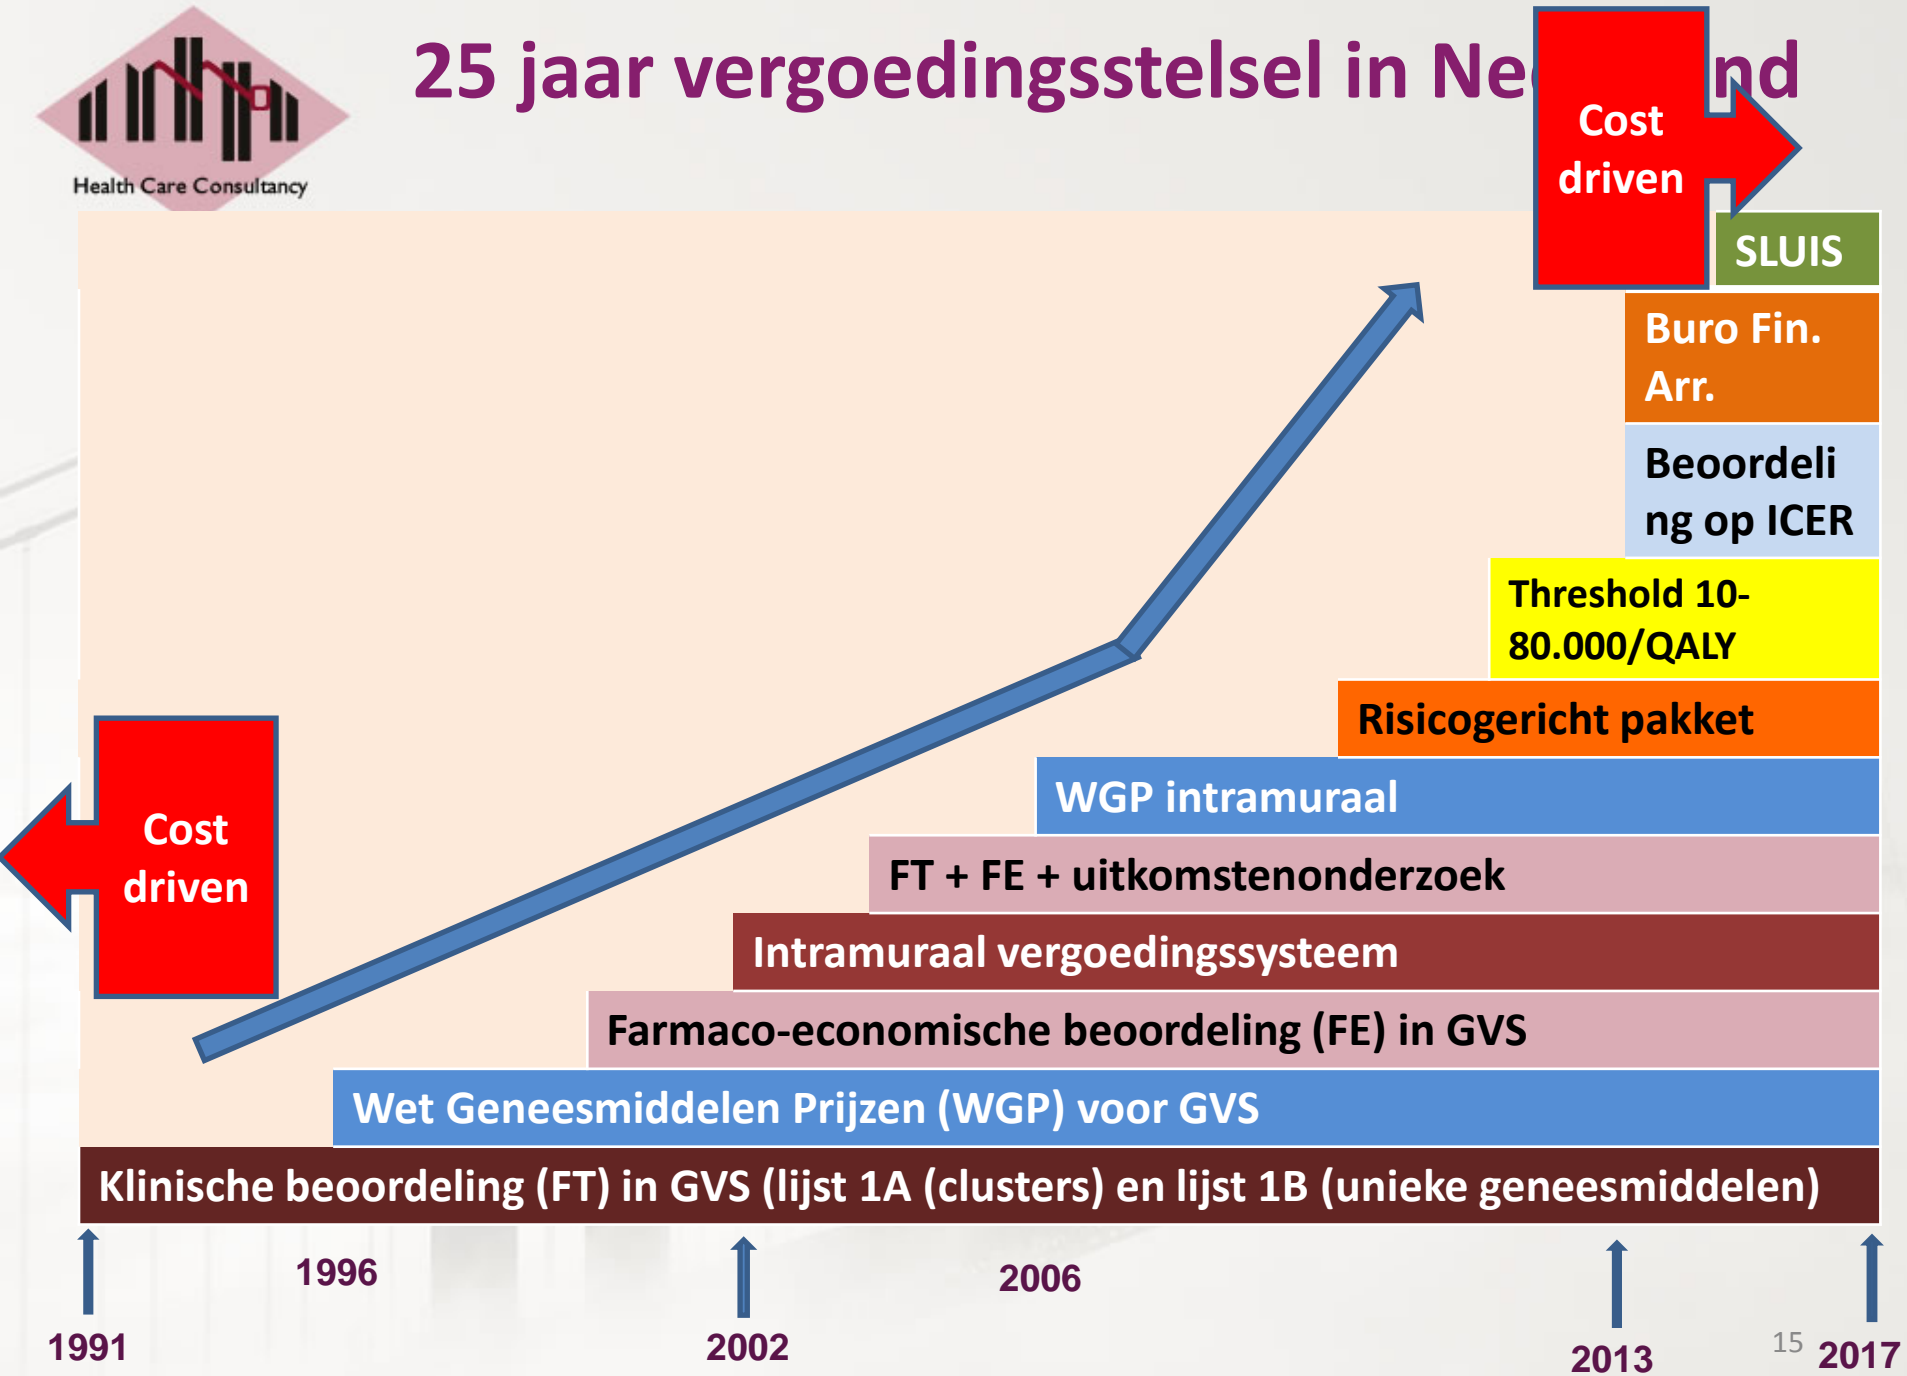 25 jaar vergoedingsstelsel in Ne nd
Health Care Consultancy
Cost
driven
SLUIS
Buro Fin.
Arr.
Beoordeli
ng op ICER
Threshold 10-
80.000/QALY
Risicogericht pakket
WGP intramuraal
Cost
driven
FT + FE + uitkomstenonderzoek
Intramuraal vergoedingssysteem
Farmaco-economische beoordeling (FE) in GVS
Wet Geneesmiddelen Prijzen (WGP) voor GVS
Klinische beoordeling (FT) in GVS (lijst 1A (clusters) en lijst 1B (unieke geneesmiddelen)
1996
2006
1991
2002
2013
15
2017